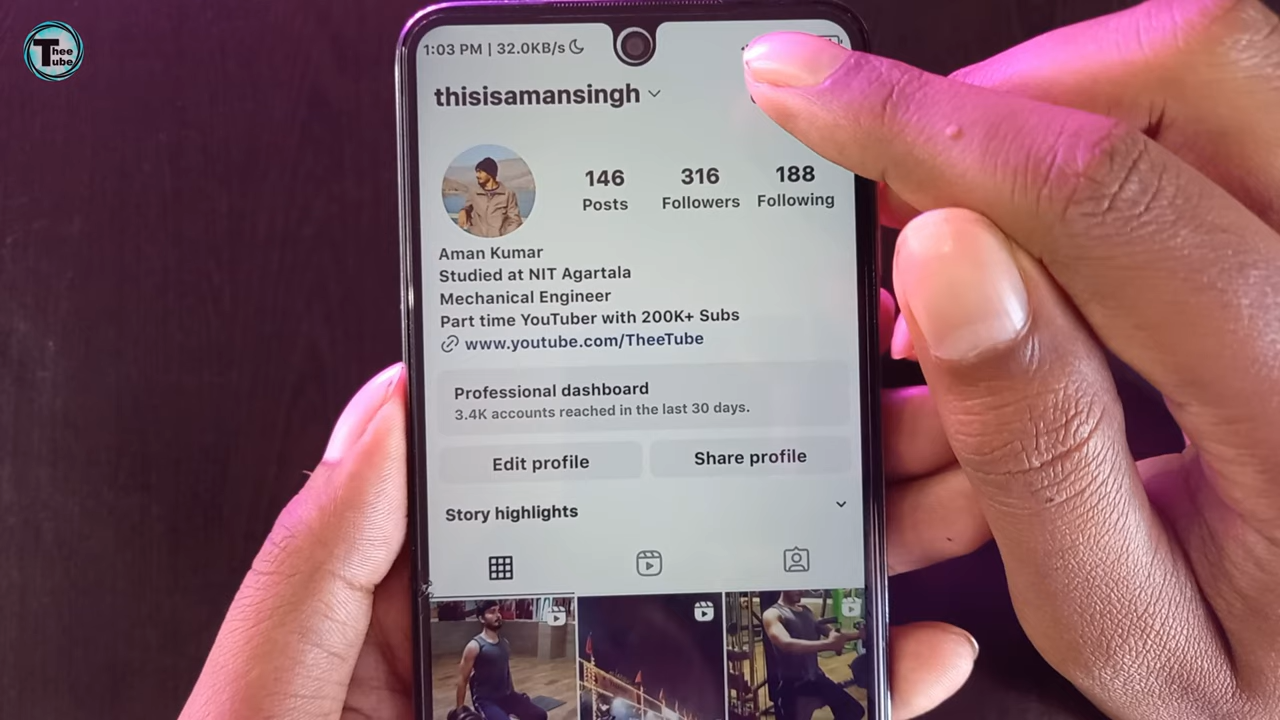 Thee
Tube
1:03 PM | 32.0KB/s
thisisamansingh
146
Posts
316
Followers
188
Following
Aman Kumar
Studied at NIT Agartala
Mechanical Engineer
Part time YouTuber with 200K+ Subs
www.youtube.com/TheeTube
Professional dashboard
3.4K accounts reached in the last 30 days.
Edit profile
Share profile
Story highlights